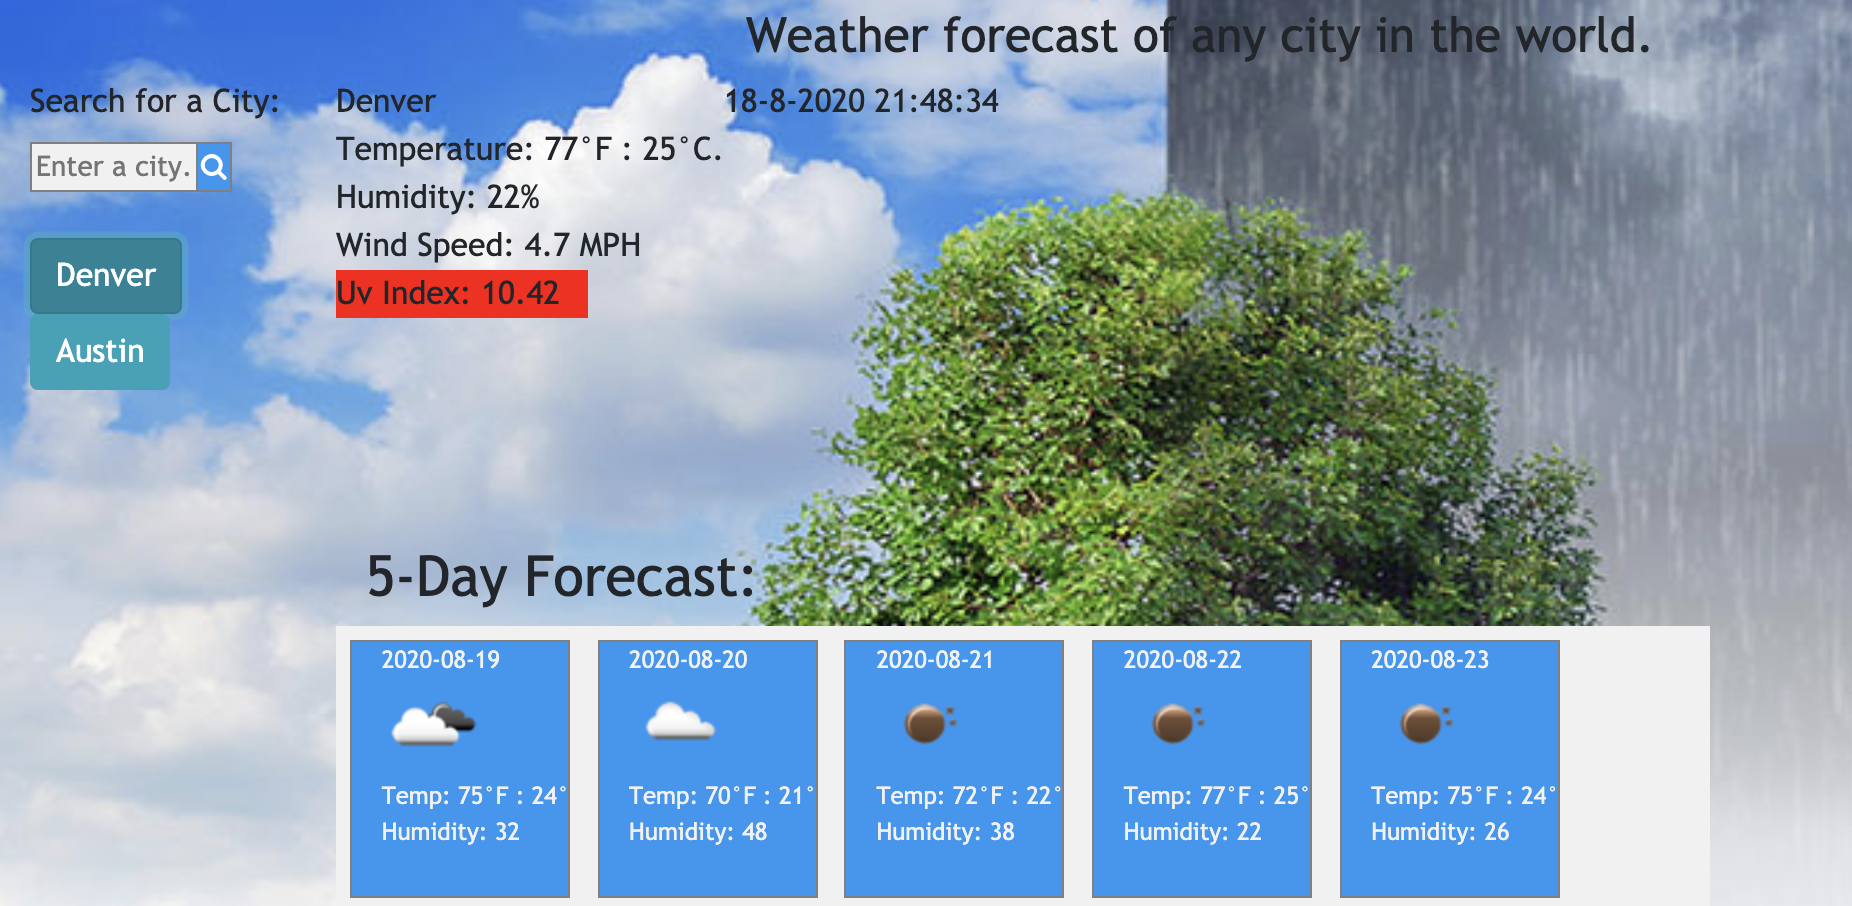 Weather forecast of any city in the world.
Search for a City:
Enter a city.
Denver
Austin
Denver 18-8-2020 21:48:34
Temperature: 77°F : 25°C.
Humidity: 22%
Wind Speed: 4.7 MPH
Uv Index: 10.42
5-Day Forecast:
2020-08-19
Temp: 75°F : 24°
Humidity: 32
2020-08-20
Temp: 70°F : 21°
Humidity: 48
2020-08-21
Temp: 72°F : 22°
Humidity: 38
2020-08-22
Temp: 77°F : 25°
Humidity: 22
2020-08-23
Temp: 75°F : 24°
Humidity: 26